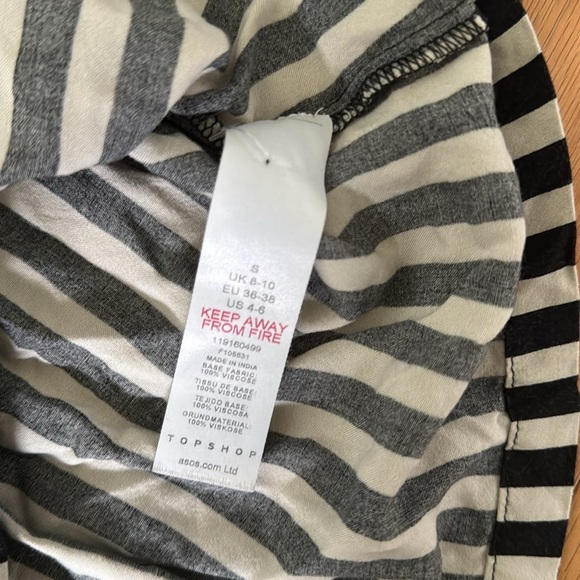 S
UK 8-10
EU 36-38
US 4-6
KEEP AWAY
FROM FIRE
119160499
F105631
MADE IN INDIA
BASE FABRIC:
100% VISCOSE
TISSU DE BASE:
100% VISCOSE
TEJIDO BASE:
100% VISCOSA
GRUNDMATERIAL:
100% VISKOSE
TOPSHOP
asos.com Ltd